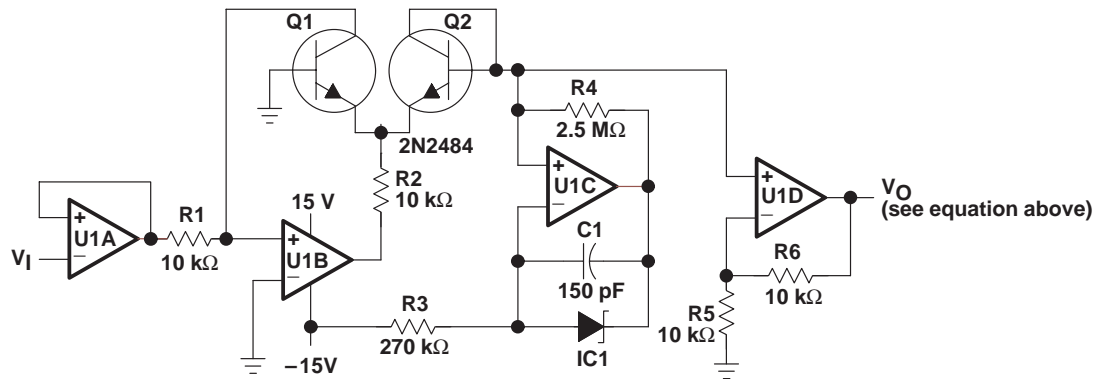 Q1
Q2
2N2484
R4
2.5 MΩ
R2
10 kΩ
+
−
U1C
+
−
U1D
V_O
(see equation above)
15 V
R1
10 kΩ
+
−
U1A
V_I
+
−
U1B
C1
150 pF
R6
10 kΩ
R5
10 kΩ
R3
270 kΩ
−15V
IC1